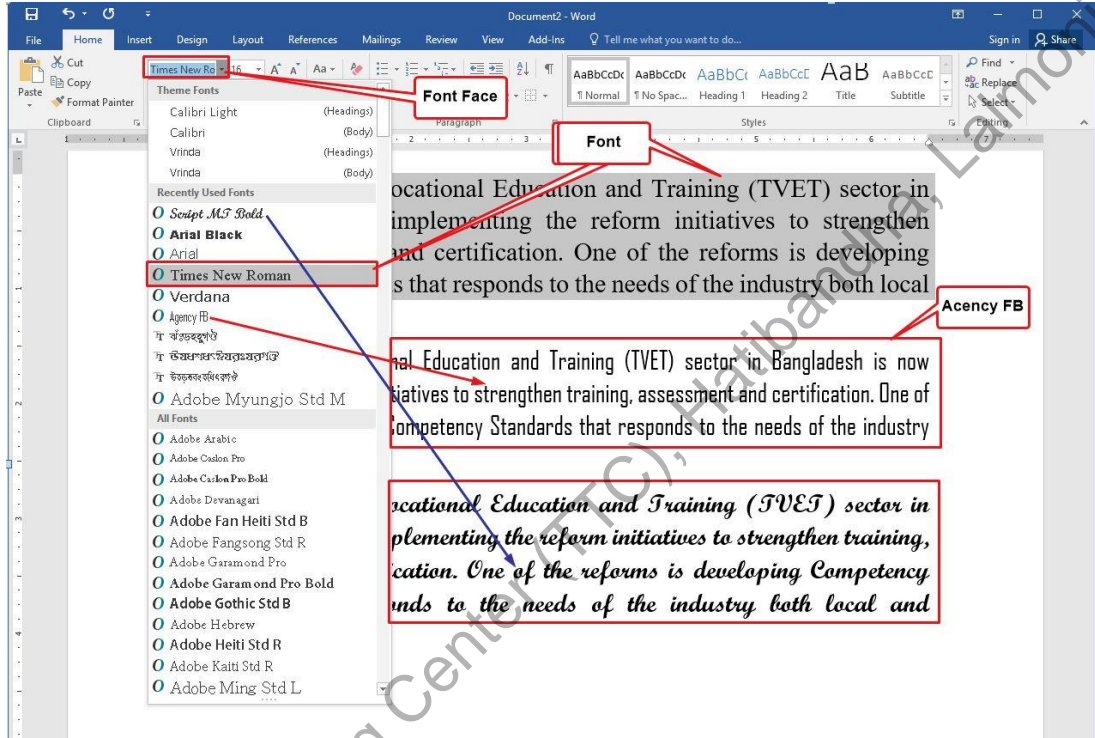 Document2 - Word
File Home Insert Design Layout References Mailings Review View Add-Ins Tell me what you want to do... Sign in Share
Paste Cut Copy Format Painter
Times New Ro 16 A A Aa
AaBbCcDc AaBbCcDc AaBbCc AaBbCcE AaB AaBbCcE
¶ Normal ¶ No Spac... Heading 1 Heading 2 Title Subtitle
Find
Replace
Select
Clipboard Paragraph Styles Editing
Font Face
Font
Acency FB
Theme Fonts
Calibri Light (Headings)
Calibri (Body)
Vrinda (Headings)
Vrinda (Body)
Recently Used Fonts
Script MT Bold
Arial Black
Arial
Times New Roman
Verdana
Agency FB
Adobe Myungjo Std M
All Fonts
Adobe Arabic
Adobe Caslon Pro
Adobe Caslon Pro Bold
Adobe Devanagari
Adobe Fan Heiti Std B
Adobe Fangsong Std R
Adobe Garamond Pro
Adobe Garamond Pro Bold
Adobe Gothic Std B
Adobe Hebrew
Adobe Heiti Std R
Adobe Kaiti Std R
Adobe Ming Std L
ocational Education and Training (TVET) sector in
implementing the reform initiatives to strengthen
and certification. One of the reforms is developing
s that responds to the needs of the industry both local
nal Education and Training (TVET) sector in Bangladesh is now
tiatives to strengthen training, assessment and certification. One of
Competency Standards that responds to the needs of the industry
ocational Education and Training (TVET) sector in
plementing the reform initiatives to strengthen training,
ication. One of the reforms is developing Competency
onds to the needs of the industry both local and
Center (TTC), Hatibandha, Lalmoni